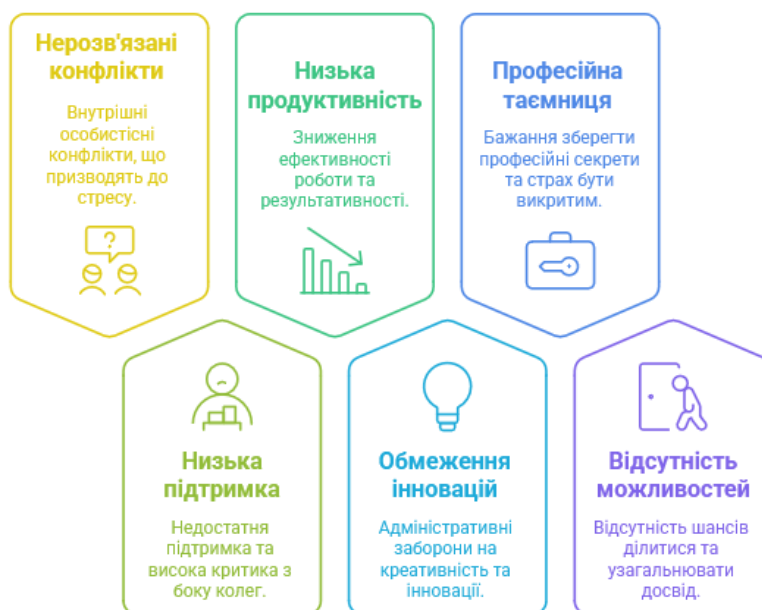 Нерозв'язані
конфлікти
Внутрішні
особистісні
конфлікти, що
призводять до
стресу.
?
Низька
продуктивність
Зниження
ефективності
роботи та
результативності.
Професійна
таємниця
Бажання зберегти
професійні секрети
та страх бути
викритим.
Низька
підтримка
Недостатня
підтримка та
висока критика з
боку колег.
Обмеження
інновацій
Адміністративні
заборони на
креативність та
інновації.
Відсутність
можливостей
Відсутність шансів
ділитися та
узагальнювати
досвід.